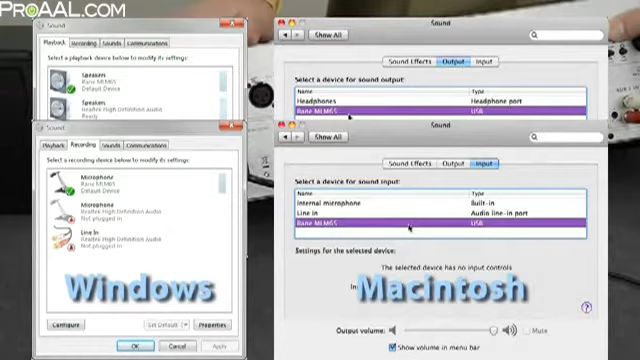 PROAAL.COM
Sound
Playback Recording Sounds Communications
Select a playback device below to modify its settings:
Speakers
Rane MLM65
Default Device
Speakers
Realtek High Definition Audio
Ready
Sound
Playback Recording Sounds Communications
Select a recording device below to modify its settings:
Microphone
Rane MLM65
Default Device
Microphone
Realtek High Definition Audio
Not plugged in
Line In
Realtek High Definition Audio
Not plugged in
Windows
Configure Set Default Properties
OK Cancel Apply
Sound
Show All
Sound Effects Output Input
Select a device for sound output:
Name Type
Headphones Headphone port
Rane MLM65 USB
Sound
Show All
Sound Effects Output Input
Select a device for sound input:
Name Type
Internal microphone Built-in
Line In Audio line-in port
Rane MLM65 USB
Settings for the selected device:
The selected device has no input controls
Macintosh
Output volume: Mute
Show volume in menu bar